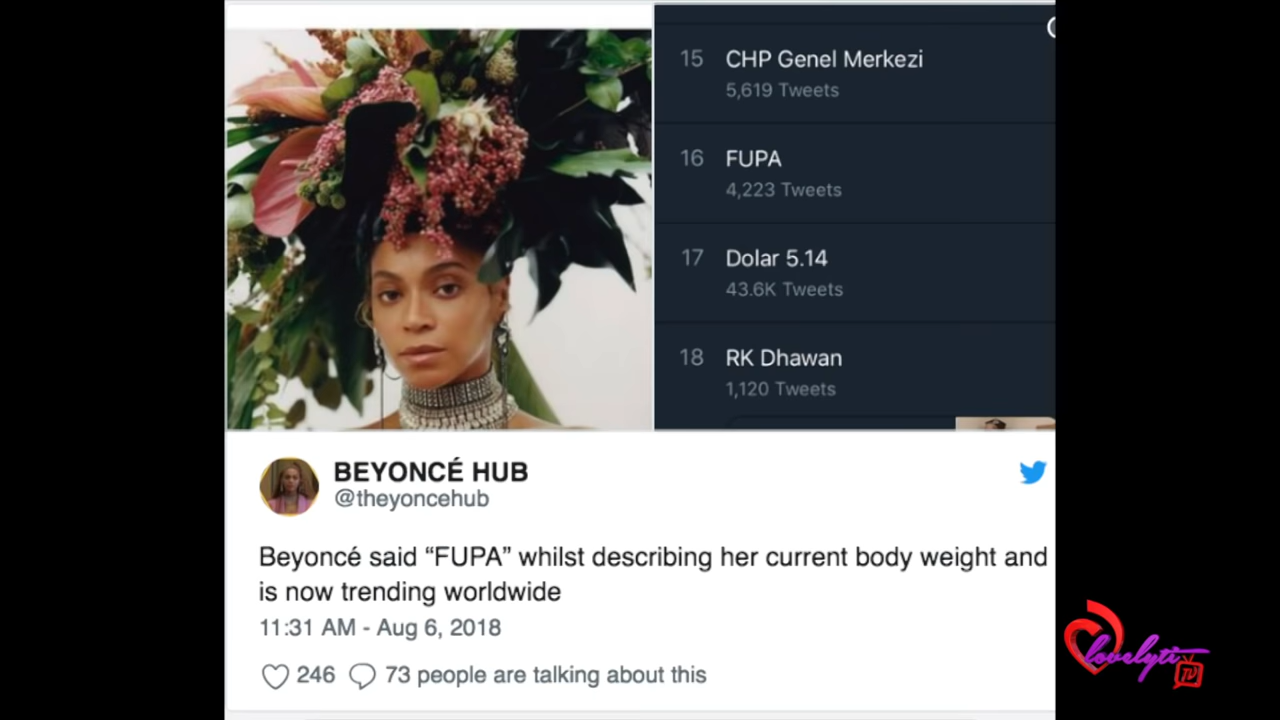 15 CHP Genel Merkezi
5,619 Tweets
16 FUPA
4,223 Tweets
17 Dolar 5.14
43.6K Tweets
18 RK Dhawan
1,120 Tweets
BEYONCÉ HUB
@theyoncehub
Beyoncé said “FUPA” whilst describing her current body weight and
is now trending worldwide
11:31 AM - Aug 6, 2018
246 73 people are talking about this
lovelyti
TV